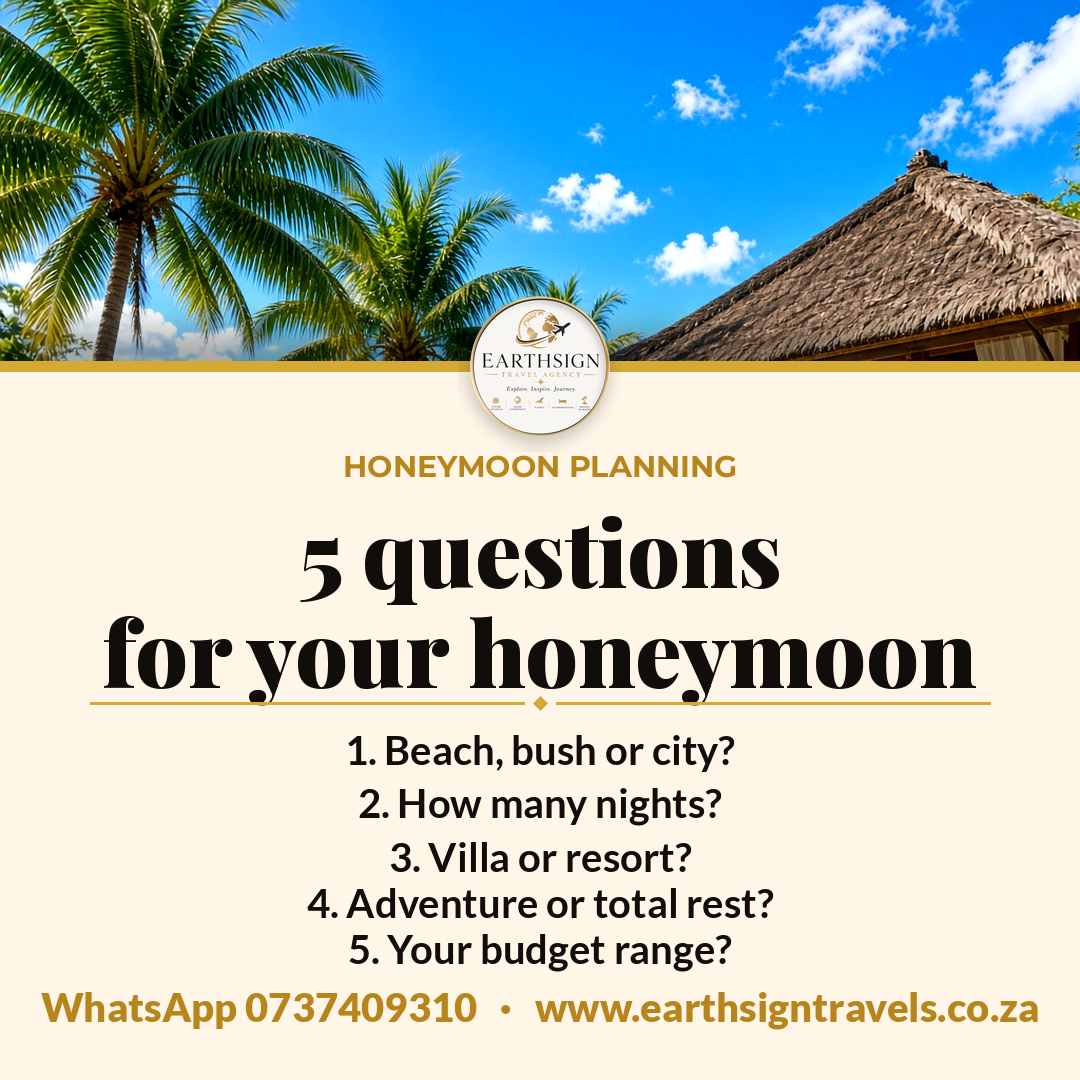 EARTHSIGN
TRAVEL AGENCY
Explore. Inspire. Journey.
HONEYMOON PLANNING
5 questions
for your honeymoon
1. Beach, bush or city?
2. How many nights?
3. Villa or resort?
4. Adventure or total rest?
5. Your budget range?
WhatsApp 0737409310 • www.earthsigntravels.co.za